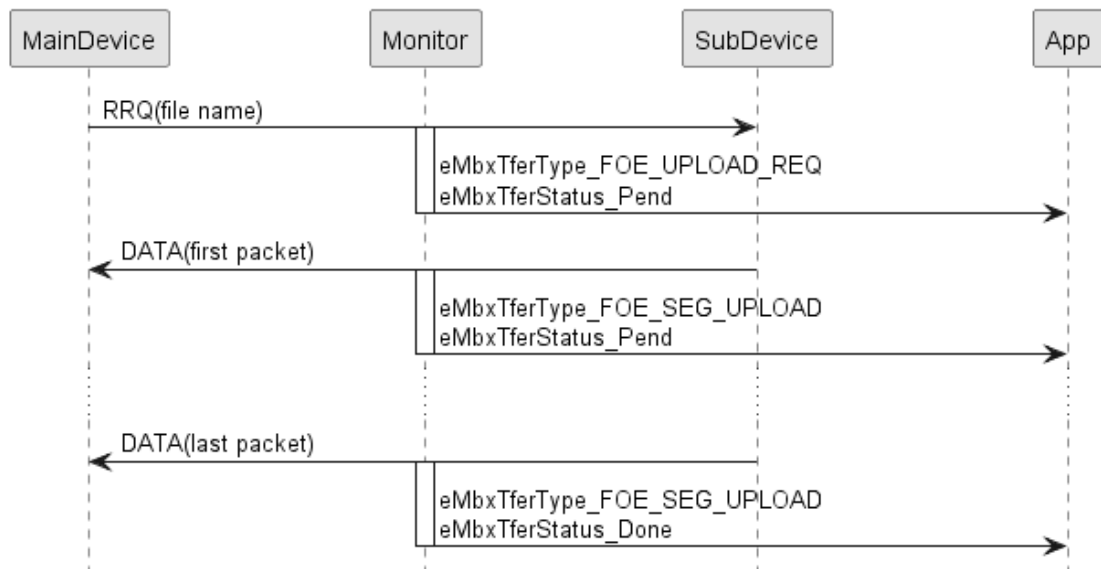 MainDevice
Monitor
SubDevice
App
RRQ(file name)
eMbxTferType_FOE_UPLOAD_REQ
eMbxTferStatus_Pend
DATA(first packet)
eMbxTferType_FOE_SEG_UPLOAD
eMbxTferStatus_Pend
DATA(last packet)
eMbxTferType_FOE_SEG_UPLOAD
eMbxTferStatus_Done